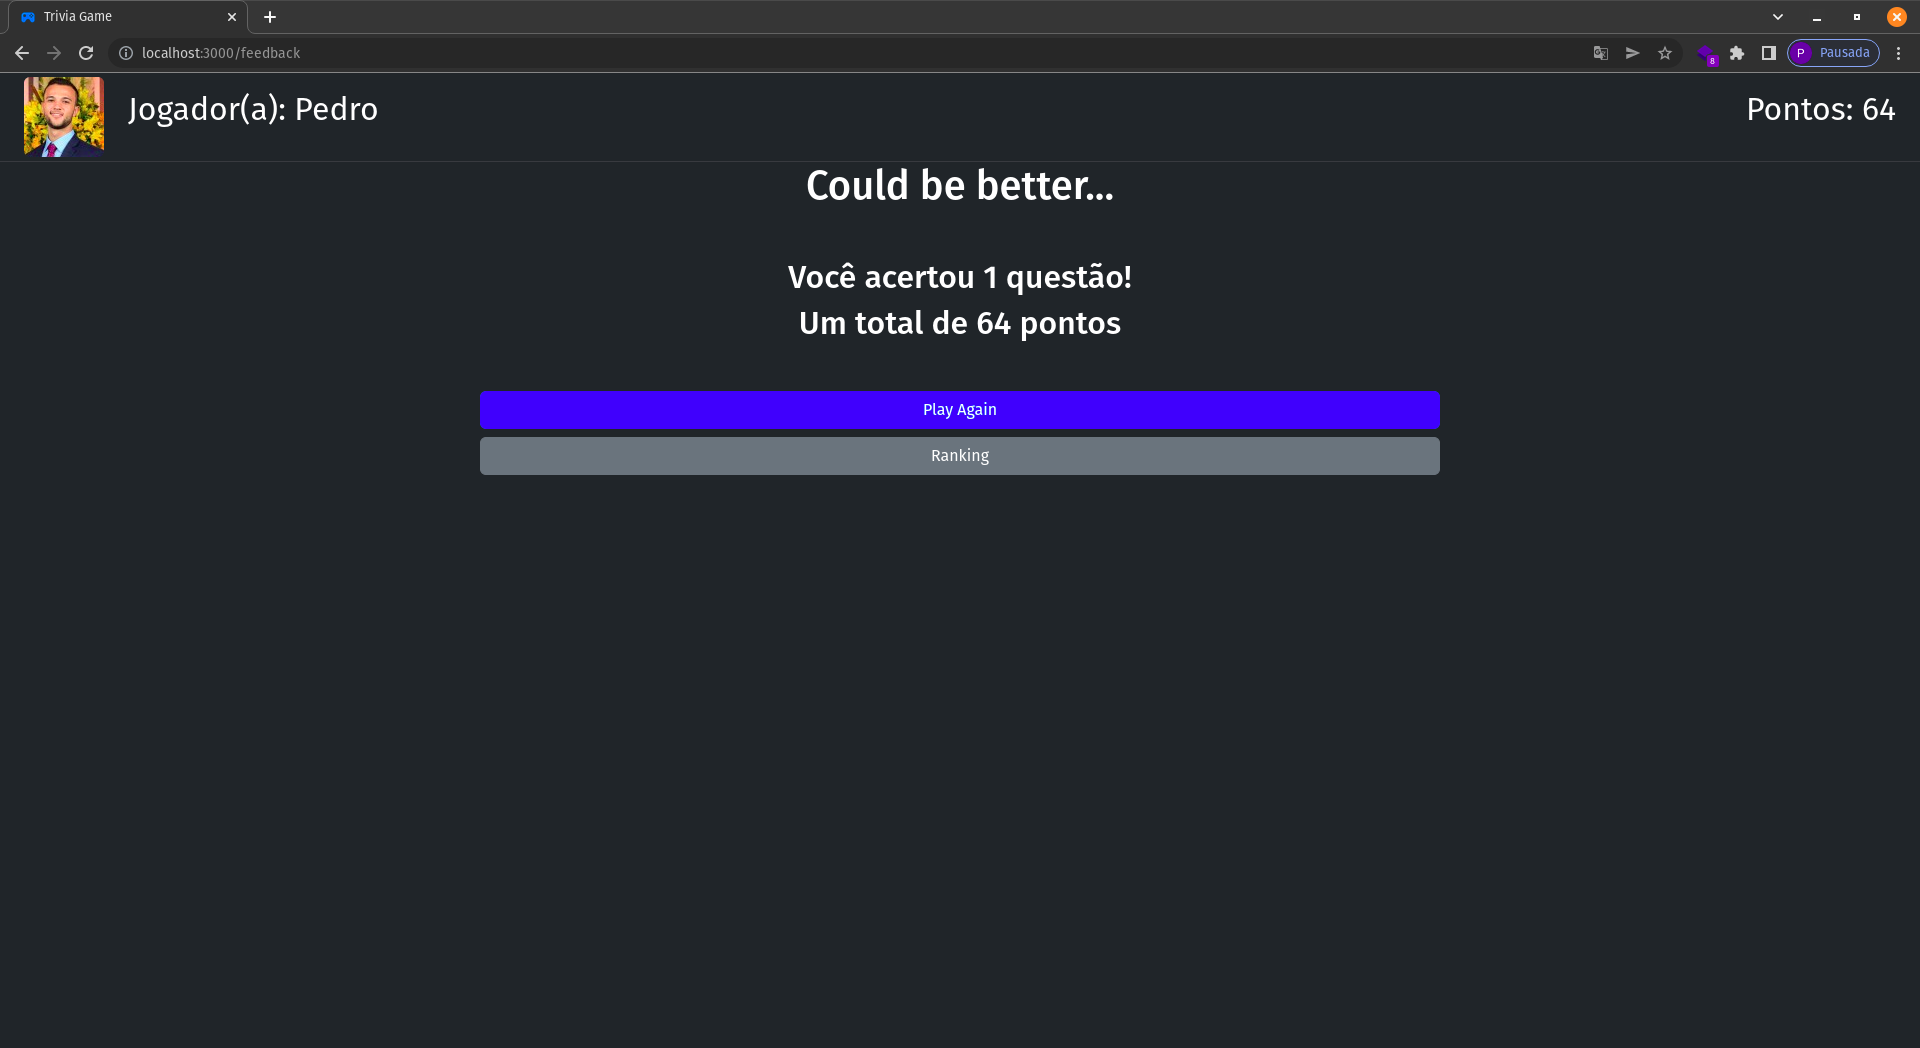 Trivia Game
localhost:3000/feedback
8
P
Pausada
Jogador(a): Pedro
Pontos: 64
Could be better...
Você acertou 1 questão!
Um total de 64 pontos
Play Again
Ranking